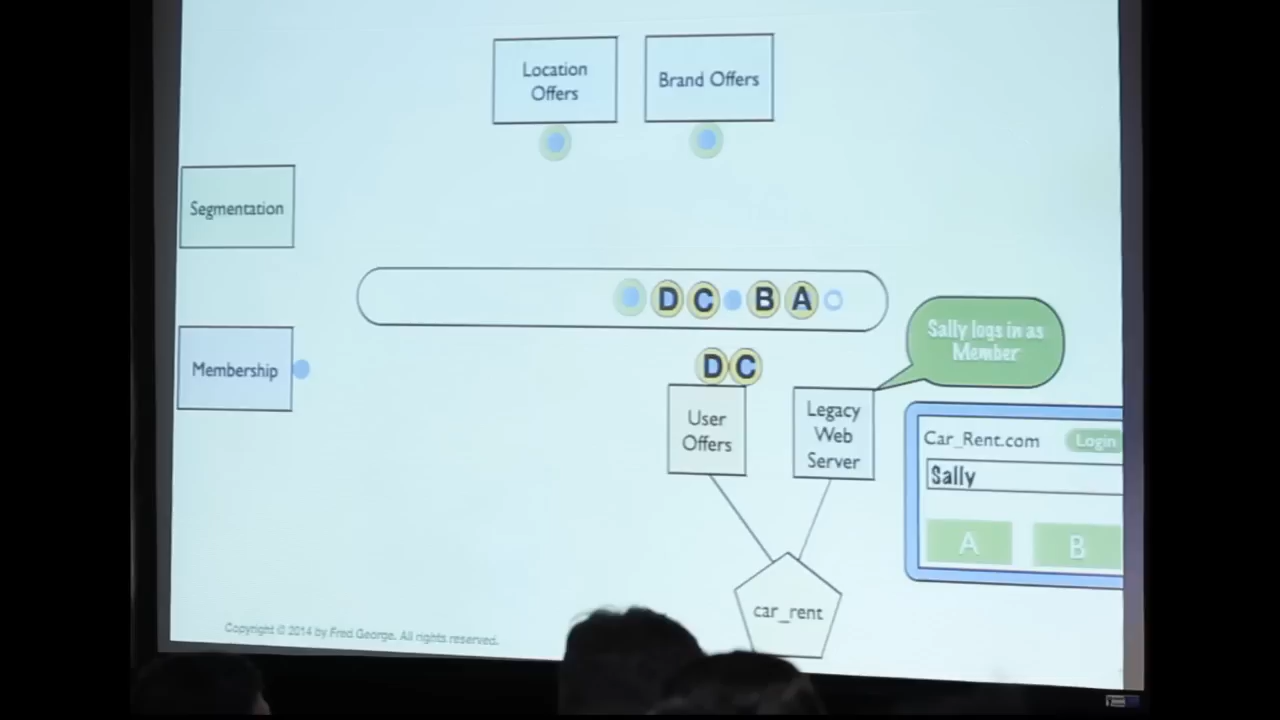 Location
Offers
Brand Offers
Segmentation
D C B A
Sally logs in as
Member
D C
Membership
User
Offers
Legacy
Web
Server
Car_Rent.com
Login
Sally
A
B
car_rent
Copyright © 2014 by Fred George. All rights reserved.